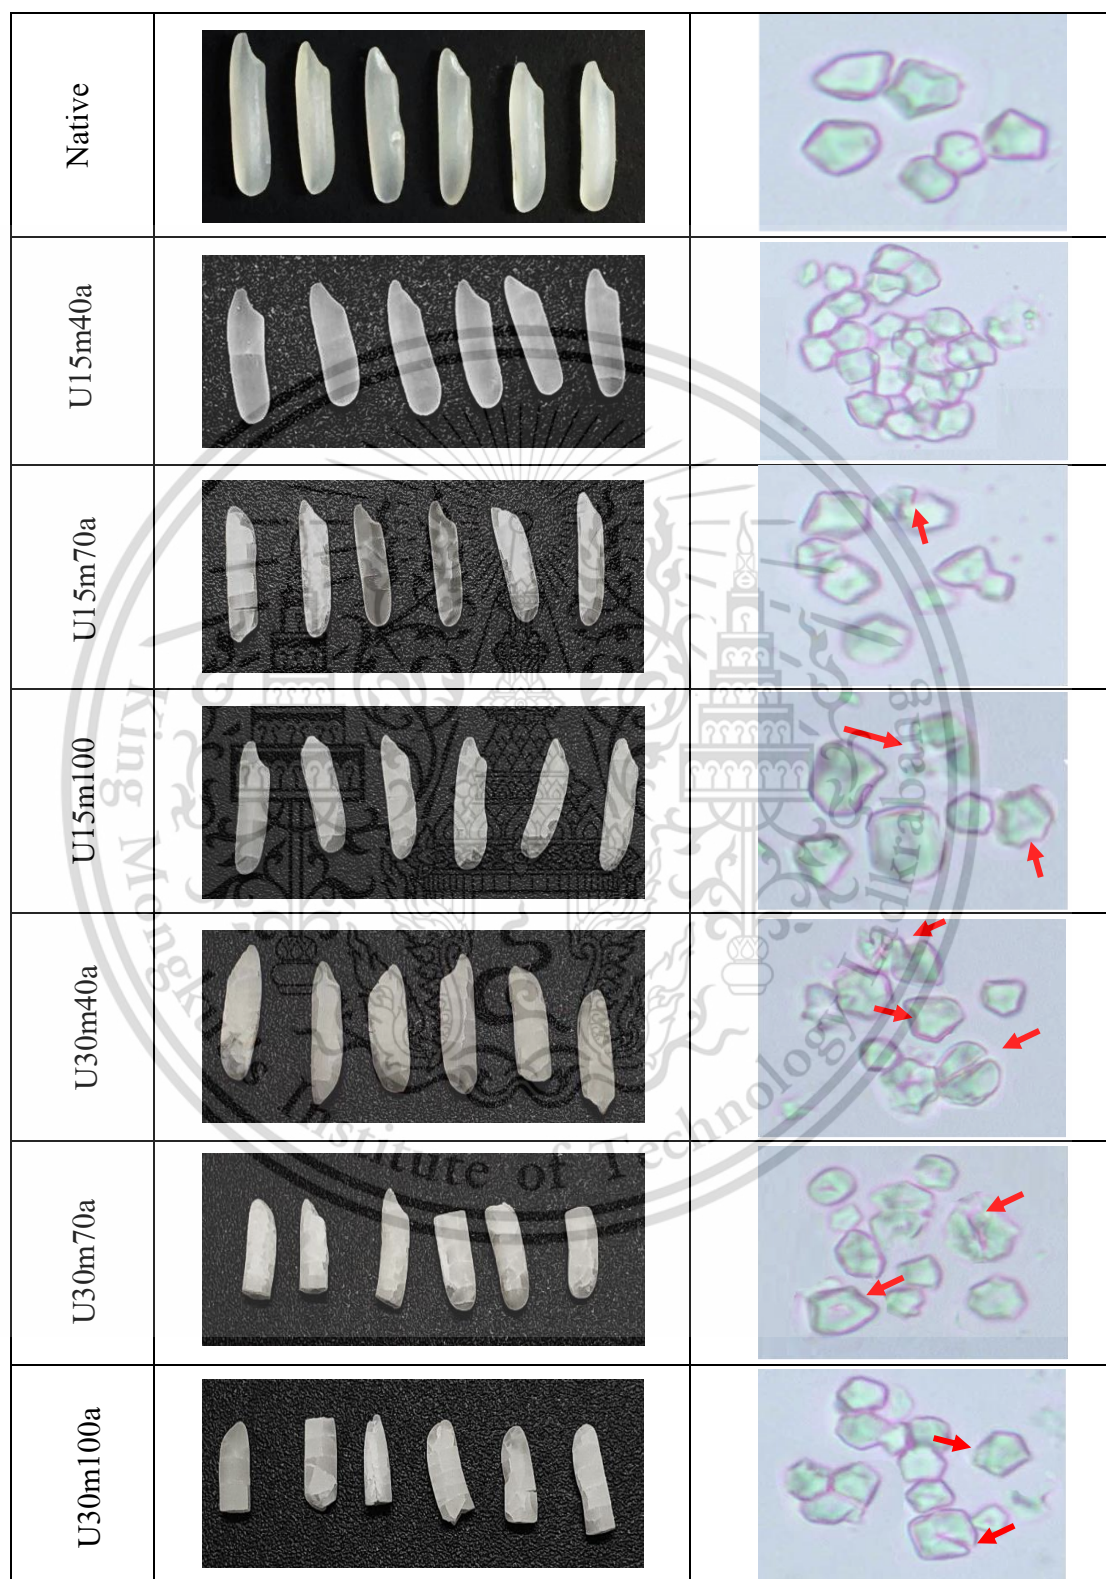 Native
U15m40a
U15m70a
U15m100
U30m40a
U30m70a
U30m100a
King Mongkut's Institute of Technology Ladkrabang